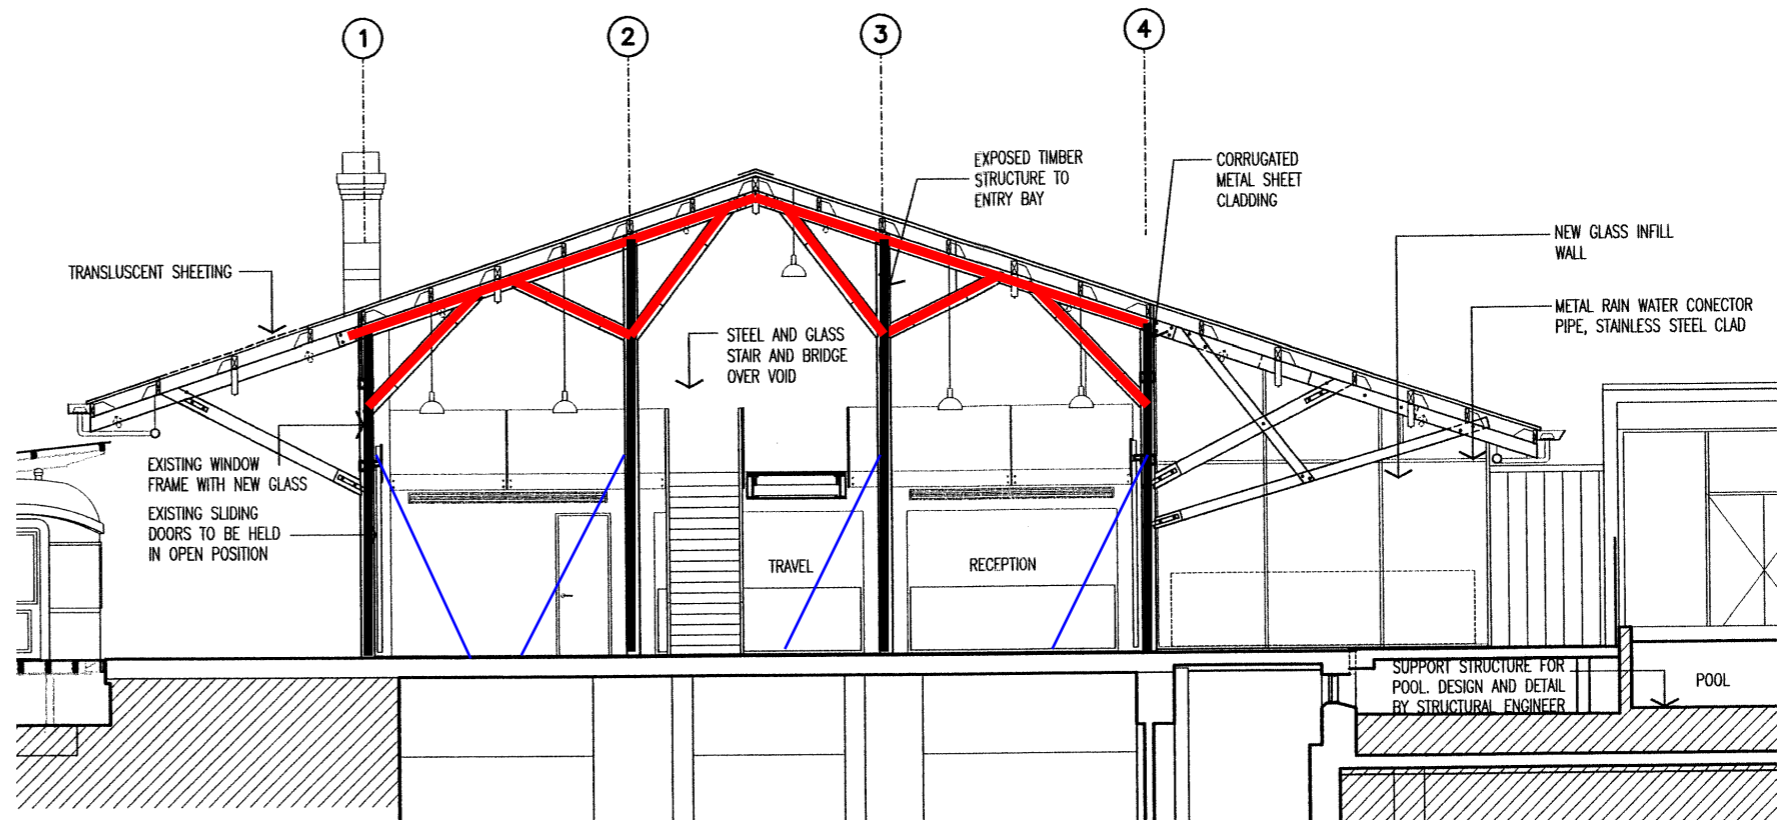 1
2
3
4
EXPOSED TIMBER
STRUCTURE TO
ENTRY BAY
CORRUGATED
METAL SHEET
CLADDING
NEW GLASS INFILL
WALL
TRANSLUSCENT SHEETING
METAL RAIN WATER CONECTOR
PIPE, STAINLESS STEEL CLAD
STEEL AND GLASS
STAIR AND BRIDGE
OVER VOID
EXISTING WINDOW
FRAME WITH NEW GLASS
EXISTING SLIDING
DOORS TO BE HELD
IN OPEN POSITION
TRAVEL
RECEPTION
SUPPORT STRUCTURE FOR
POOL. DESIGN AND DETAIL
BY STRUCTURAL ENGINEER
POOL